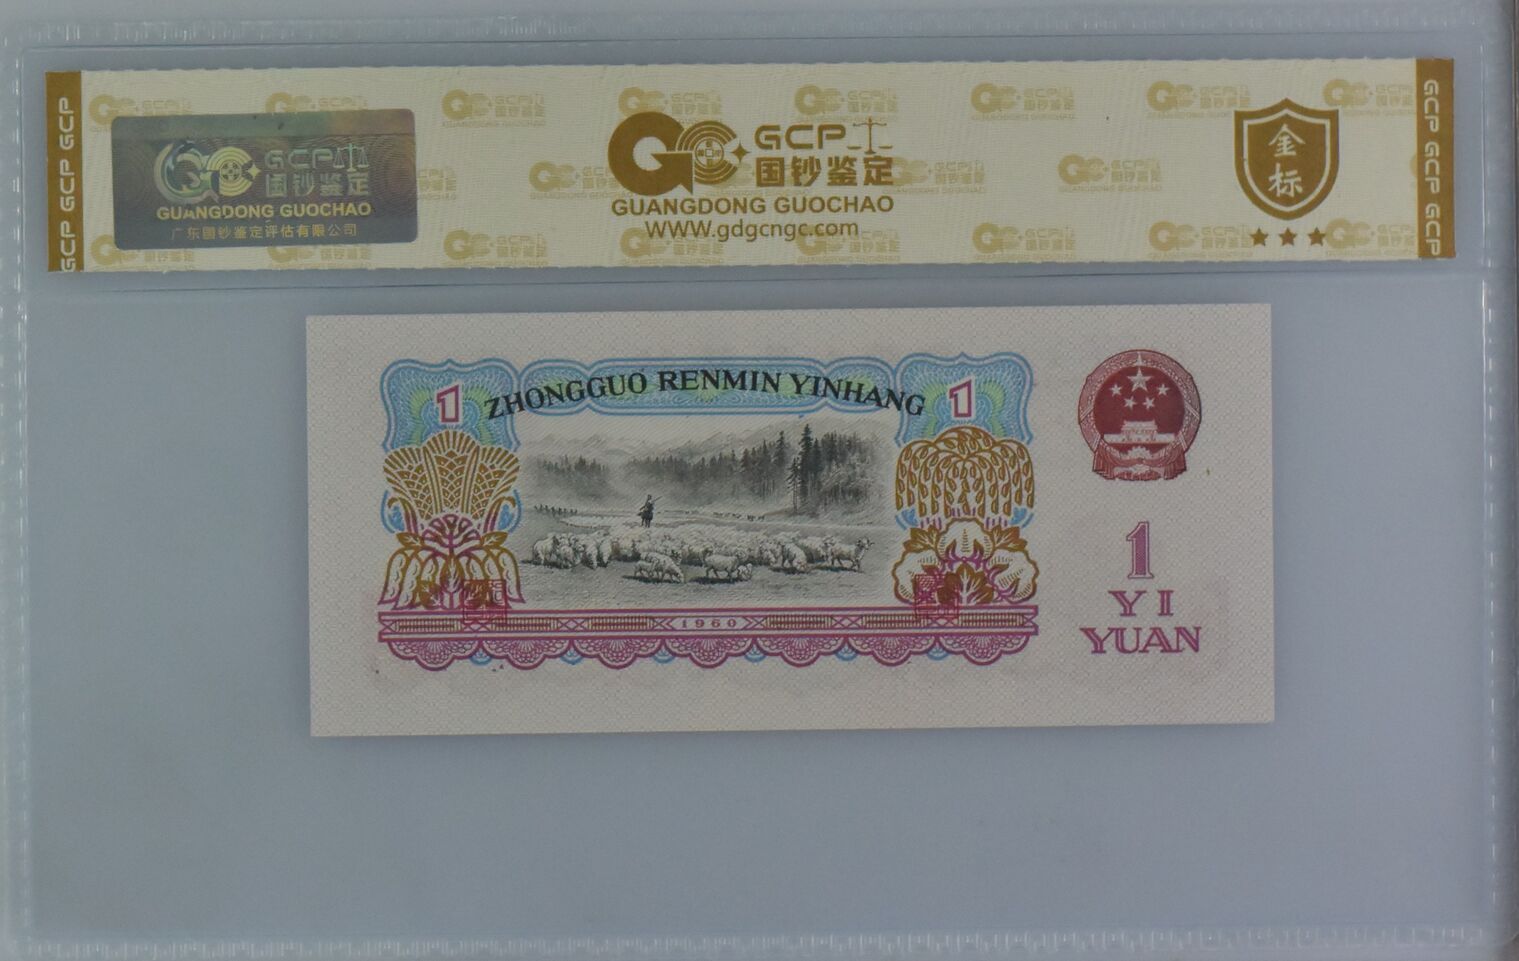 GCP GCP GCP
GCP
国钞鉴定
GUANGDONG GUOCHAO
广东国钞鉴定评估有限公司
GCP
国钞鉴定
GUANGDONG GUOCHAO
WWW.gdgcngc.com
金
标
GCP GCP GCP
1
ZHONGGUO RENMIN YINHANG
1
1960
1
YI
YUAN